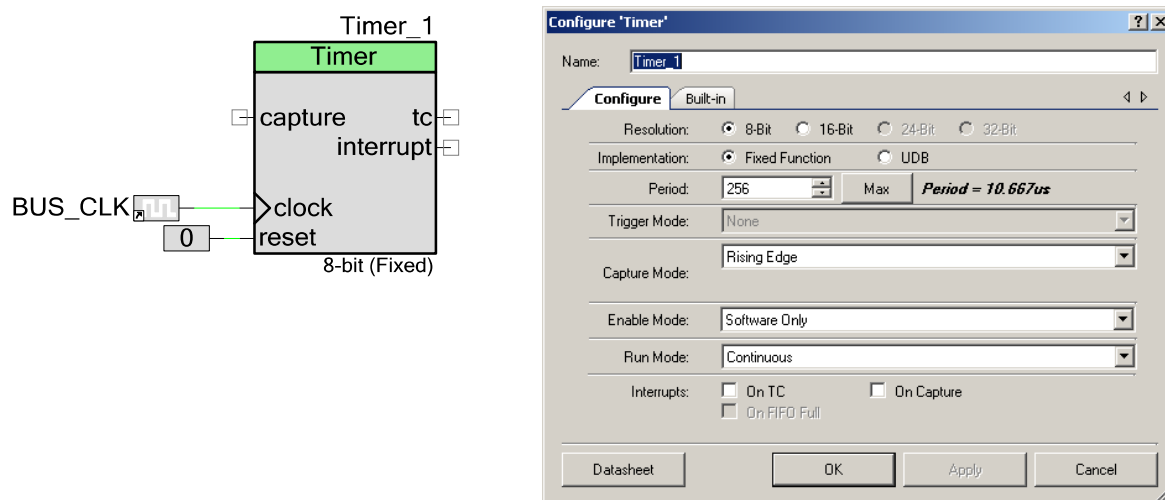 Timer_1
Timer
capture tc
interrupt
BUS_CLK clock
0 reset
8-bit (Fixed)
Configure 'Timer'
Name: Timer_1
Configure Built-in
Resolution: 8-Bit 16-Bit 24-Bit 32-Bit
Implementation: Fixed Function UDB
Period: 256 Max Period = 10.667us
Trigger Mode: None
Capture Mode: Rising Edge
Enable Mode: Software Only
Run Mode: Continuous
Interrupts: On TC On Capture
On FIFO Full
Datasheet OK Apply Cancel